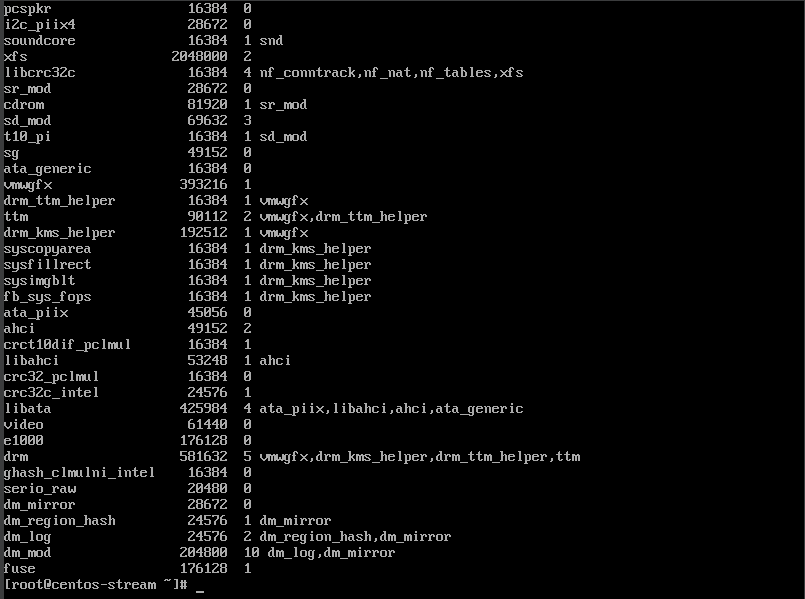 pcspkr                 16384  0
i2c_piix4              28672  0
soundcore              16384  1 snd
xfs                  2048000  2
libcrc32c              16384  4 nf_conntrack,nf_nat,nf_tables,xfs
sr_mod                 28672  0
cdrom                  81920  1 sr_mod
sd_mod                 69632  3
t10_pi                 16384  1 sd_mod
sg                     49152  0
ata_generic            16384  0
vmwgfx                393216  1
drm_ttm_helper         16384  1 vmwgfx
ttm                    90112  2 vmwgfx,drm_ttm_helper
drm_kms_helper        192512  1 vmwgfx
syscopyarea            16384  1 drm_kms_helper
sysfillrect            16384  1 drm_kms_helper
sysimgblt              16384  1 drm_kms_helper
fb_sys_fops            16384  1 drm_kms_helper
ata_piix               45056  0
ahci                   49152  2
crct10dif_pclmul       16384  1
libahci                53248  1 ahci
crc32_pclmul           16384  0
crc32c_intel           24576  1
libata                425984  4 ata_piix,libahci,ahci,ata_generic
video                  61440  0
e1000                 176128  0
drm                   581632  5 vmwgfx,drm_kms_helper,drm_ttm_helper,ttm
ghash_clmulni_intel    16384  0
serio_raw              20480  0
dm_mirror              28672  0
dm_region_hash         24576  1 dm_mirror
dm_log                 24576  2 dm_region_hash,dm_mirror
dm_mod                204800  10 dm_log,dm_mirror
fuse                  176128  1
[root@centos-stream ~]# _